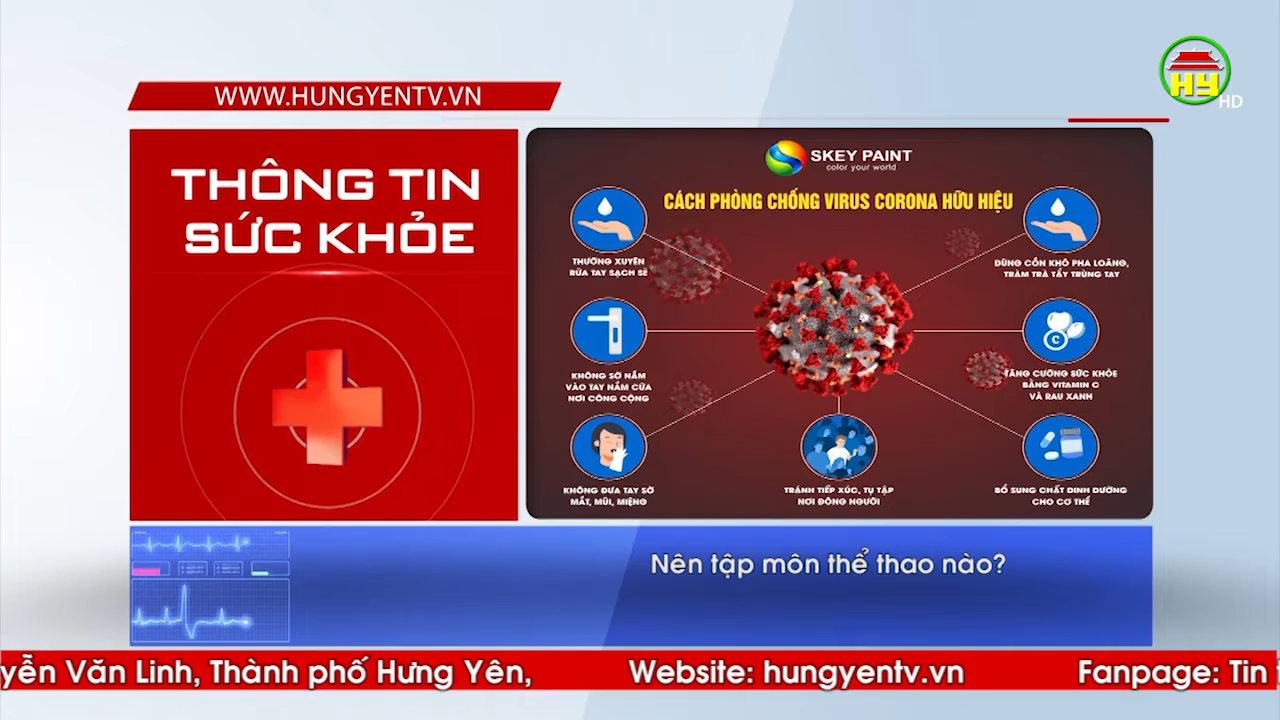 WWW.HUNGYENTV.VN
HY
HD
THÔNG TIN
SỨC KHỎE
SKEY PAINT
color your world
CÁCH PHÒNG CHỐNG VIRUS CORONA HỮU HIỆU
THƯỜNG XUYÊN
RỬA TAY SẠCH SẼ
DÙNG CỒN KHÔ PHA LOÃNG,
TRÀM TRÀ TẨY TRÙNG TAY
KHÔNG SỜ NẮM
VÀO TAY NẮM CỬA
NƠI CÔNG CỘNG
C
TĂNG CƯỜNG SỨC KHỎE
BẰNG VITAMIN C
VÀ RAU XANH
KHÔNG ĐƯA TAY SỜ
MẮT, MŨI, MIỆNG
TRÁNH TIẾP XÚC, TỤ TẬP
NƠI ĐÔNG NGƯỜI
BỔ SUNG CHẤT DINH DƯỠNG
CHO CƠ THỂ
Nên tập môn thể thao nào?
yễn Văn Linh, Thành phố Hưng Yên, Website: hungyentv.vn Fanpage: Tin